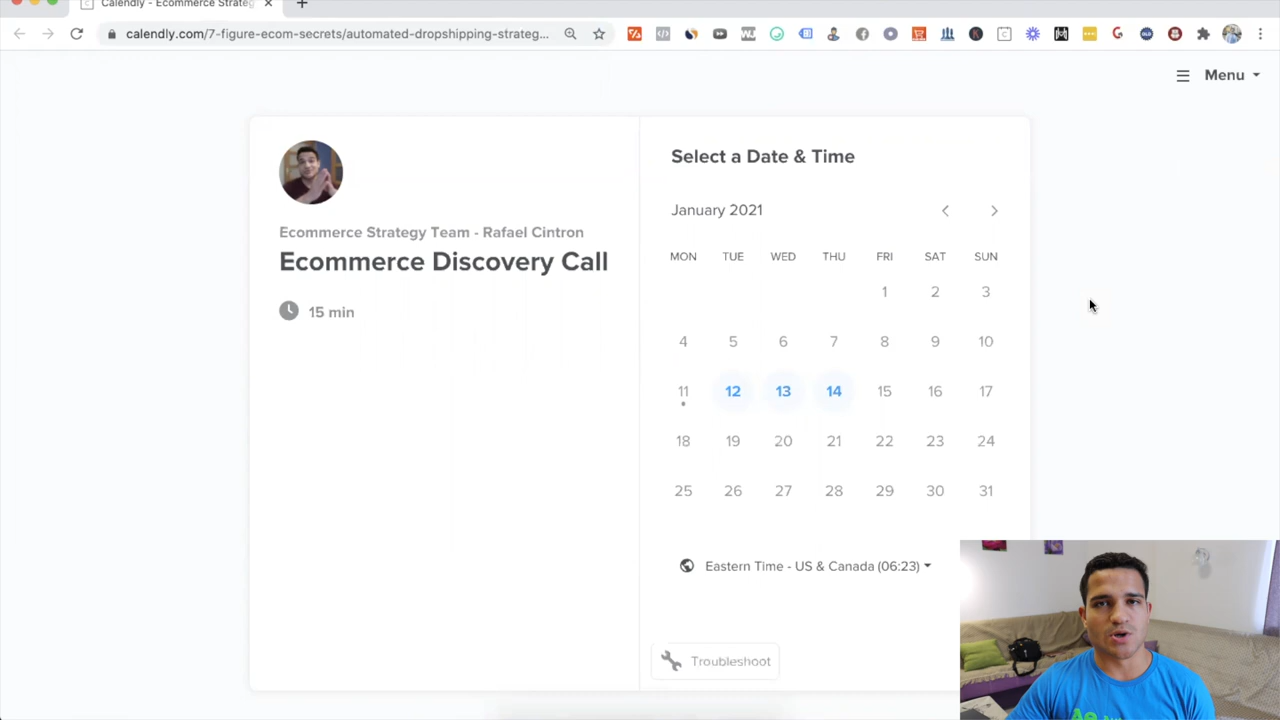 Calendly - Ecommerce Strateg
calendly.com/7-figure-ecom-secrets/automated-dropshipping-strateg...
Menu
Ecommerce Strategy Team - Rafael Cintron
Ecommerce Discovery Call
15 min
Select a Date & Time
January 2021
MON TUE WED THU FRI SAT SUN
1 2 3
4 5 6 7 8 9 10
11 12 13 14 15 16 17
18 19 20 21 22 23 24
25 26 27 28 29 30 31
Eastern Time - US & Canada (06:23)
Troubleshoot
Ae